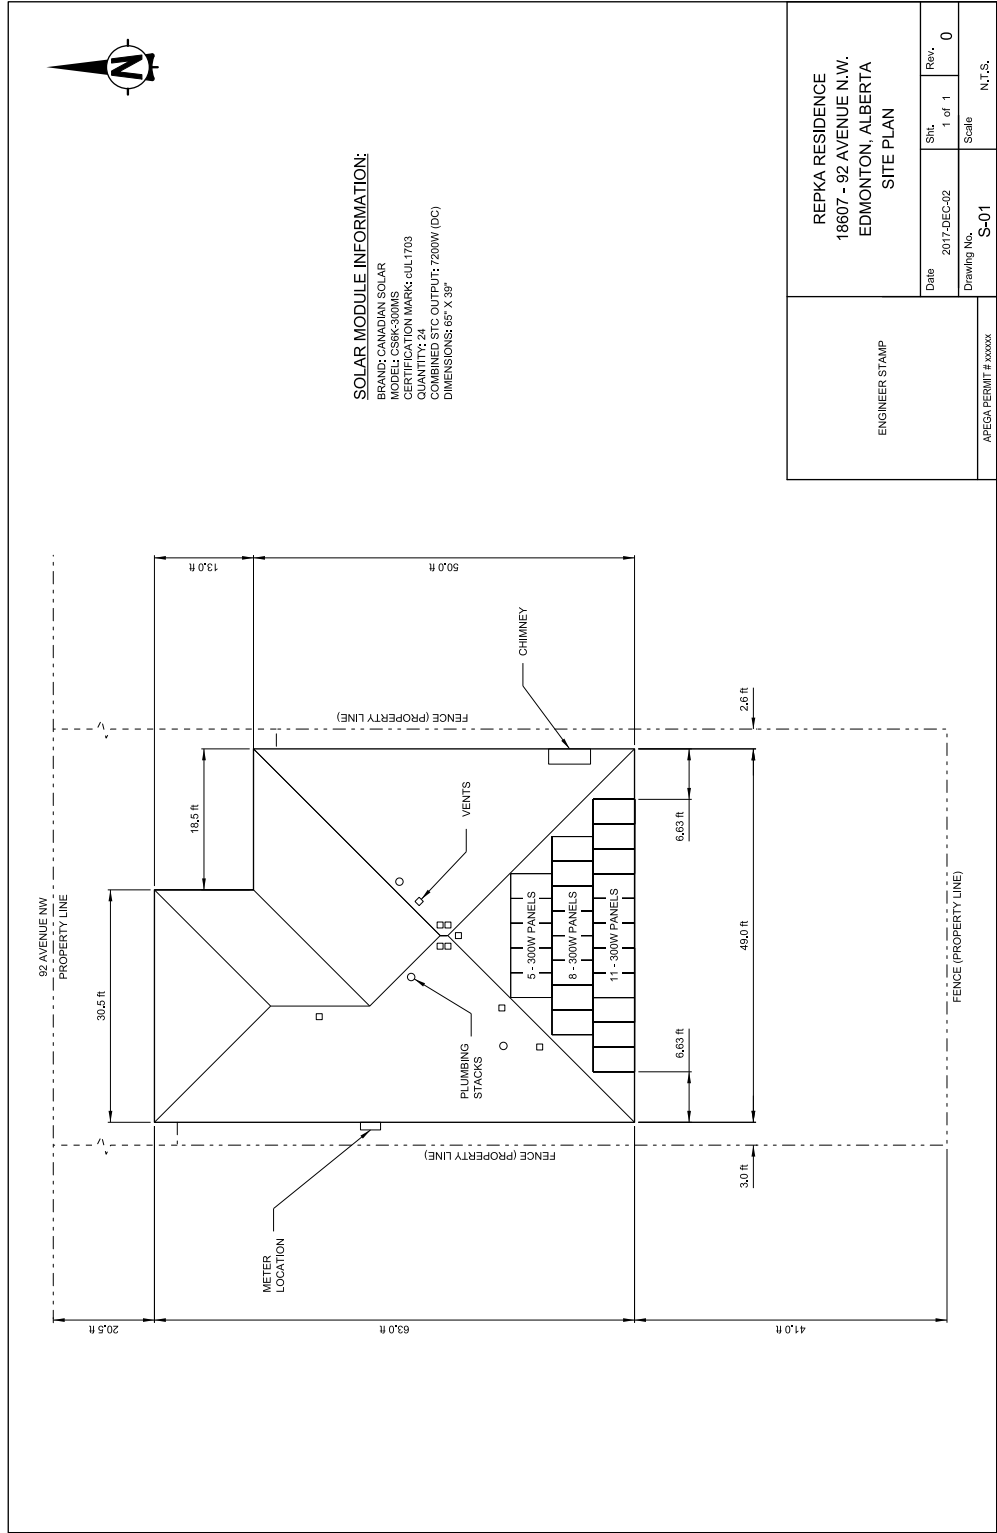 N
SOLAR MODULE INFORMATION:
BRAND: CANADIAN SOLAR
MODEL: CS6K-300MS
CERTIFICATION MARK: cUL1703
QUANTITY: 24
COMBINED STC OUTPUT: 7200W (DC)
DIMENSIONS: 65" X 39"
92 AVENUE NW
PROPERTY LINE
20.5 ft
30.5 ft
18.5 ft
13.0 ft
63.0 ft
50.0 ft
FENCE (PROPERTY LINE)
FENCE (PROPERTY LINE)
METER
LOCATION
PLUMBING
STACKS
VENTS
CHIMNEY
5 - 300W PANELS
8 - 300W PANELS
11 - 300W PANELS
6.63 ft
6.63 ft
3.0 ft
49.0 ft
2.6 ft
41.0 ft
FENCE (PROPERTY LINE)
ENGINEER STAMP
APEGA PERMIT # xxxxxx
REPKA RESIDENCE
18607 - 92 AVENUE N.W.
EDMONTON, ALBERTA
SITE PLAN
Date
2017-DEC-02
Sht.
1 of 1
Rev.
0
Drawing No.
S-01
Scale
N.T.S.